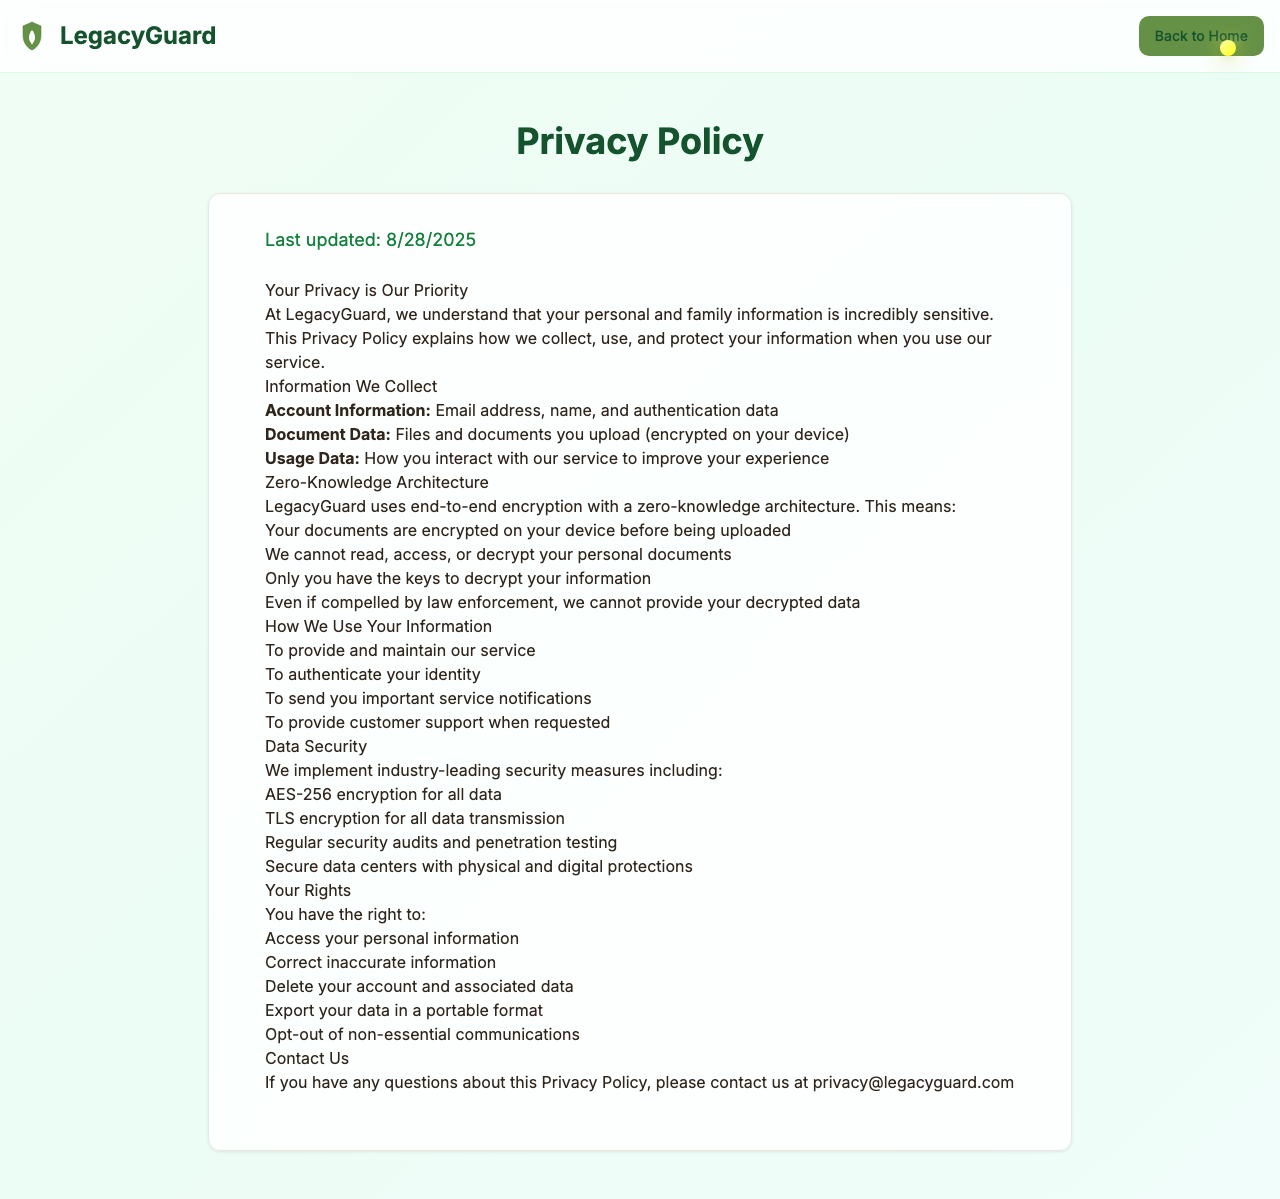 LegacyGuard
Back to Home
Privacy Policy
Last updated: 8/28/2025
Your Privacy is Our Priority
At LegacyGuard, we understand that your personal and family information is incredibly sensitive.
This Privacy Policy explains how we collect, use, and protect your information when you use our
service.
Information We Collect
Account Information: Email address, name, and authentication data
Document Data: Files and documents you upload (encrypted on your device)
Usage Data: How you interact with our service to improve your experience
Zero-Knowledge Architecture
LegacyGuard uses end-to-end encryption with a zero-knowledge architecture. This means:
Your documents are encrypted on your device before being uploaded
We cannot read, access, or decrypt your personal documents
Only you have the keys to decrypt your information
Even if compelled by law enforcement, we cannot provide your decrypted data
How We Use Your Information
To provide and maintain our service
To authenticate your identity
To send you important service notifications
To provide customer support when requested
Data Security
We implement industry-leading security measures including:
AES-256 encryption for all data
TLS encryption for all data transmission
Regular security audits and penetration testing
Secure data centers with physical and digital protections
Your Rights
You have the right to:
Access your personal information
Correct inaccurate information
Delete your account and associated data
Export your data in a portable format
Opt-out of non-essential communications
Contact Us
If you have any questions about this Privacy Policy, please contact us at privacy@legacyguard.com